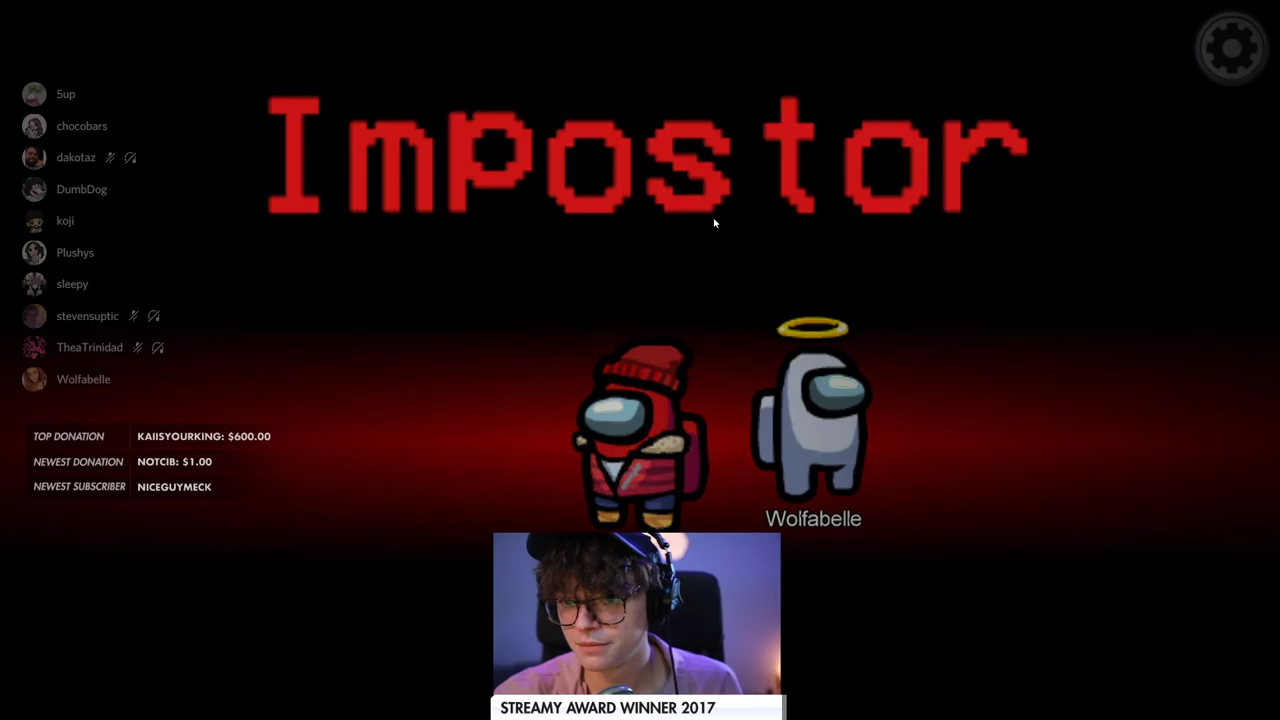 Impostor
5up
chocobars
dakotaz
DumbDog
koji
Plushys
sleepy
stevensuptic
TheaTrinidad
Wolfabelle
TOP DONATION KAIISYOURKING: $600.00
NEWEST DONATION NOTCIB: $1.00
NEWEST SUBSCRIBER NICEGUYMECK
Wolfabelle
STREAMY AWARD WINNER 2017